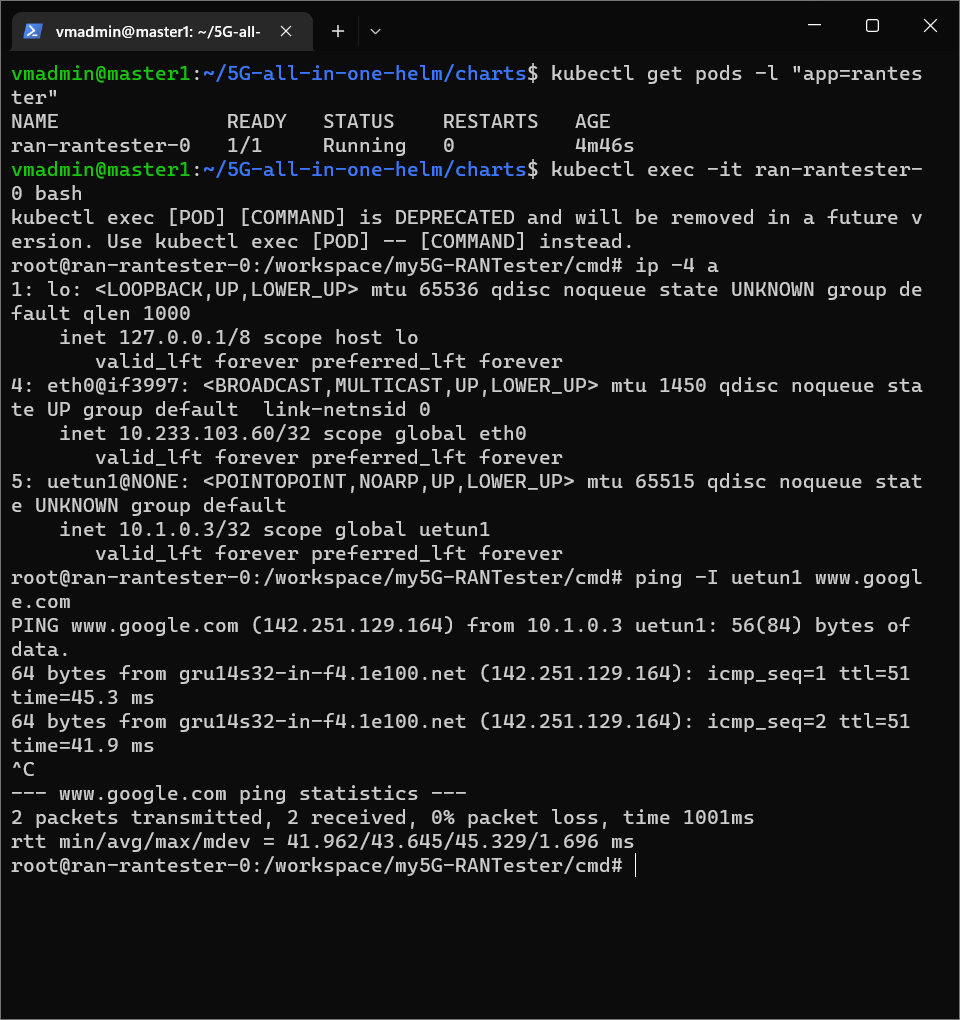 vmadmin@master1: ~/5G-all-
vmadmin@master1:~/5G-all-in-one-helm/charts$ kubectl get pods -l "app=rantes
ter"
NAME                  READY   STATUS    RESTARTS   AGE
ran-rantester-0   1/1     Running   0          4m46s
vmadmin@master1:~/5G-all-in-one-helm/charts$ kubectl exec -it ran-rantester-
0 bash
kubectl exec [POD] [COMMAND] is DEPRECATED and will be removed in a future v
ersion. Use kubectl exec [POD] -- [COMMAND] instead.
root@ran-rantester-0:/workspace/my5G-RANTester/cmd# ip -4 a
1: lo: <LOOPBACK,UP,LOWER_UP> mtu 65536 qdisc noqueue state UNKNOWN group de
fault qlen 1000
    inet 127.0.0.1/8 scope host lo
       valid_lft forever preferred_lft forever
4: eth0@if3997: <BROADCAST,MULTICAST,UP,LOWER_UP> mtu 1450 qdisc noqueue sta
te UP group default  link-netnsid 0
    inet 10.233.103.60/32 scope global eth0
       valid_lft forever preferred_lft forever
5: uetun1@NONE: <POINTOPOINT,NOARP,UP,LOWER_UP> mtu 65515 qdisc noqueue stat
e UNKNOWN group default
    inet 10.1.0.3/32 scope global uetun1
       valid_lft forever preferred_lft forever
root@ran-rantester-0:/workspace/my5G-RANTester/cmd# ping -I uetun1 www.googl
e.com
PING www.google.com (142.251.129.164) from 10.1.0.3 uetun1: 56(84) bytes of
data.
64 bytes from gru14s32-in-f4.1e100.net (142.251.129.164): icmp_seq=1 ttl=51
time=45.3 ms
64 bytes from gru14s32-in-f4.1e100.net (142.251.129.164): icmp_seq=2 ttl=51
time=41.9 ms
^C
--- www.google.com ping statistics ---
2 packets transmitted, 2 received, 0% packet loss, time 1001ms
rtt min/avg/max/mdev = 41.962/43.645/45.329/1.696 ms
root@ran-rantester-0:/workspace/my5G-RANTester/cmd#